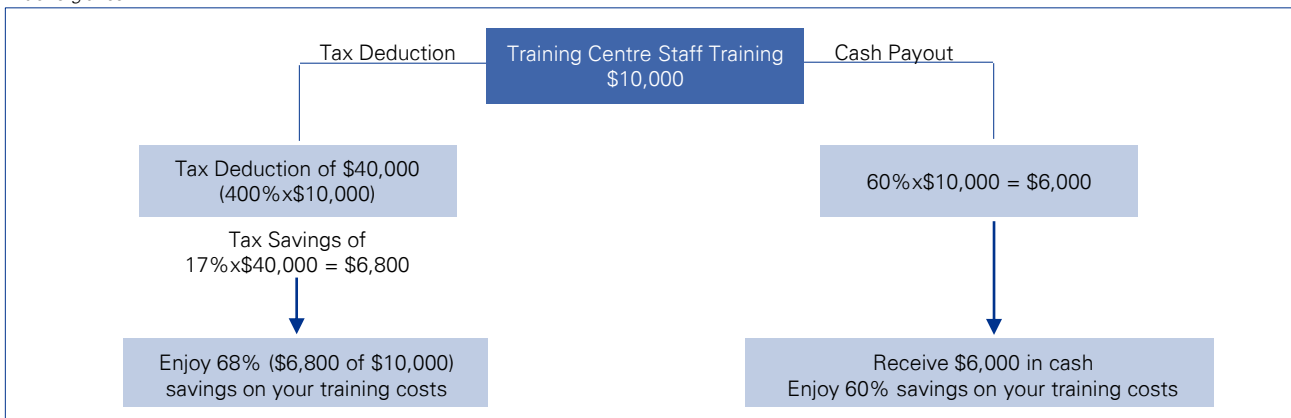 Tax Deduction
Training Centre Staff Training
$10,000
Cash Payout
Tax Deduction of $40,000
(400%x$10,000)
60%x$10,000 = $6,000
Tax Savings of
17%x$40,000 = $6,800
Enjoy 68% ($6,800 of $10,000)
savings on your training costs
Receive $6,000 in cash
Enjoy 60% savings on your training costs